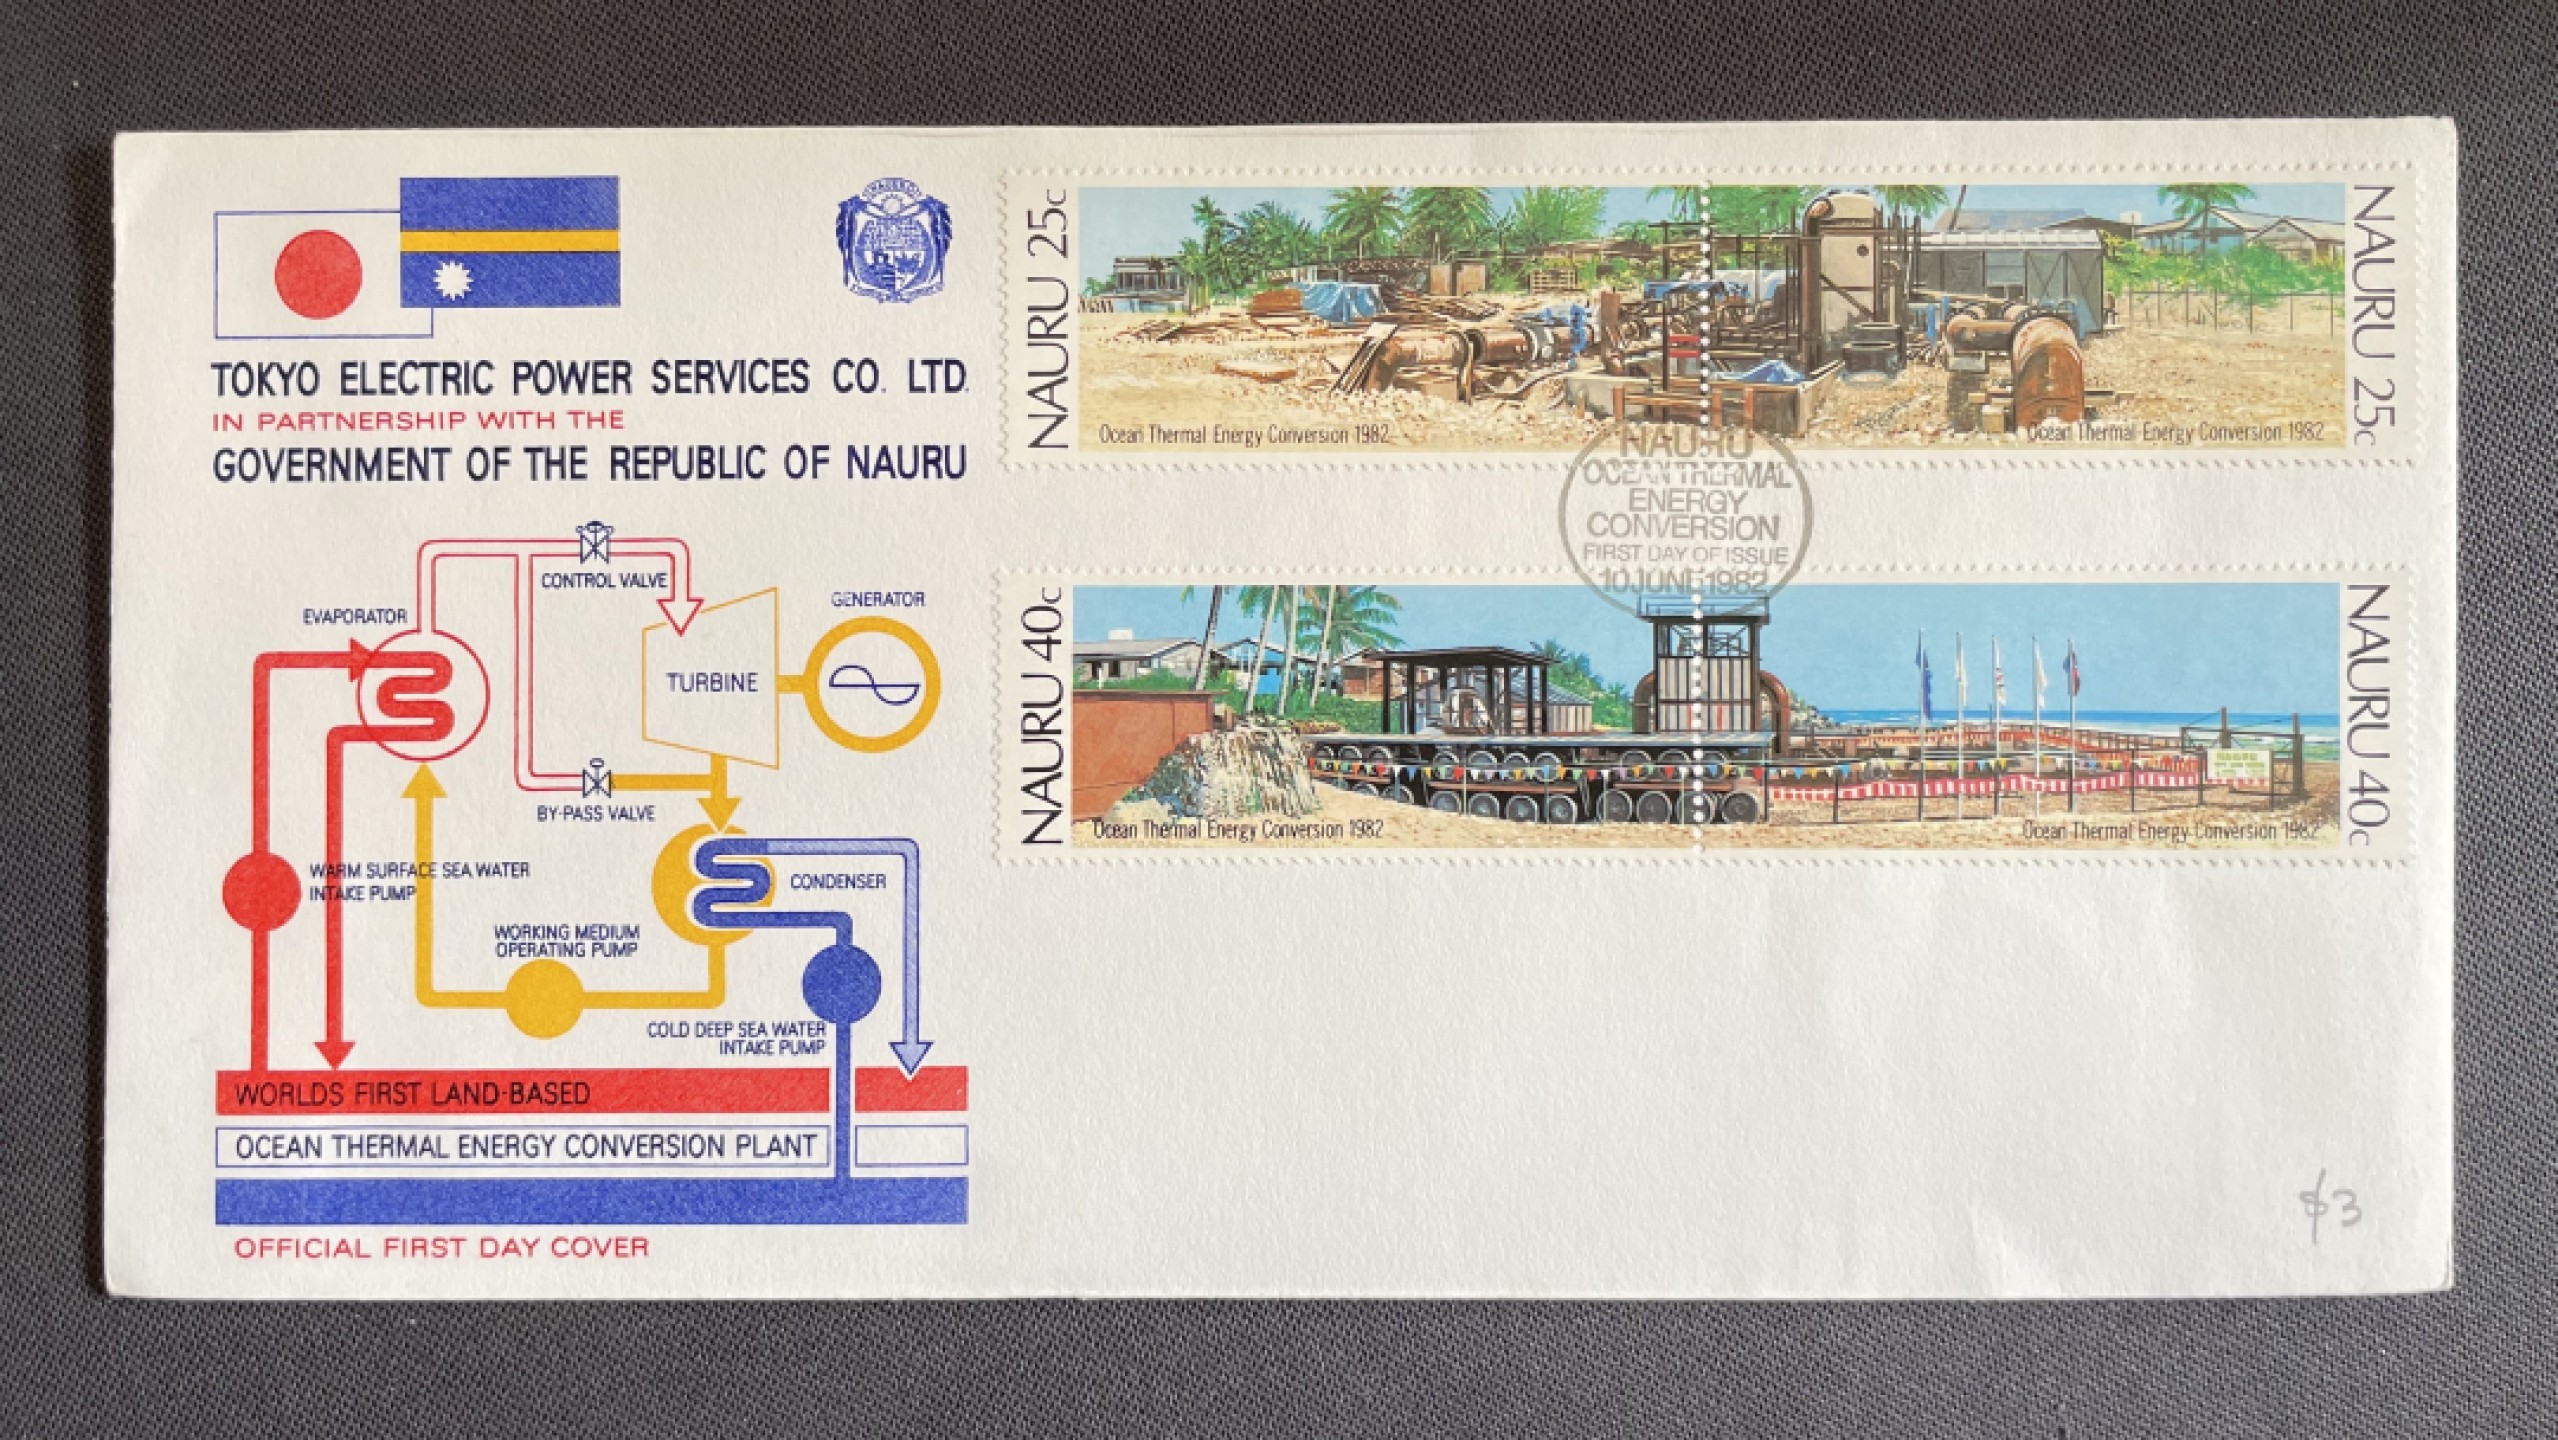 TOKYO ELECTRIC POWER SERVICES CO. LTD.
IN PARTNERSHIP WITH THE
GOVERNMENT OF THE REPUBLIC OF NAURU
CONTROL VALVE
EVAPORATOR
GENERATOR
TURBINE
BY-PASS VALVE
WARM SURFACE SEA WATER
INTAKE PUMP
CONDENSER
WORKING MEDIUM
OPERATING PUMP
COLD DEEP SEA WATER
INTAKE PUMP
WORLDS FIRST LAND-BASED
OCEAN THERMAL ENERGY CONVERSION PLANT
OFFICIAL FIRST DAY COVER
NAURU 25c
Ocean Thermal Energy Conversion 1982
Ocean Thermal Energy Conversion 1982
NAURU 25c
NAURU
OCEAN THERMAL
ENERGY
CONVERSION
FIRST DAY OF ISSUE
10 JUNE 1982
NAURU 40c
Ocean Thermal Energy Conversion 1982
Ocean Thermal Energy Conversion 1982
NAURU 40c
$3